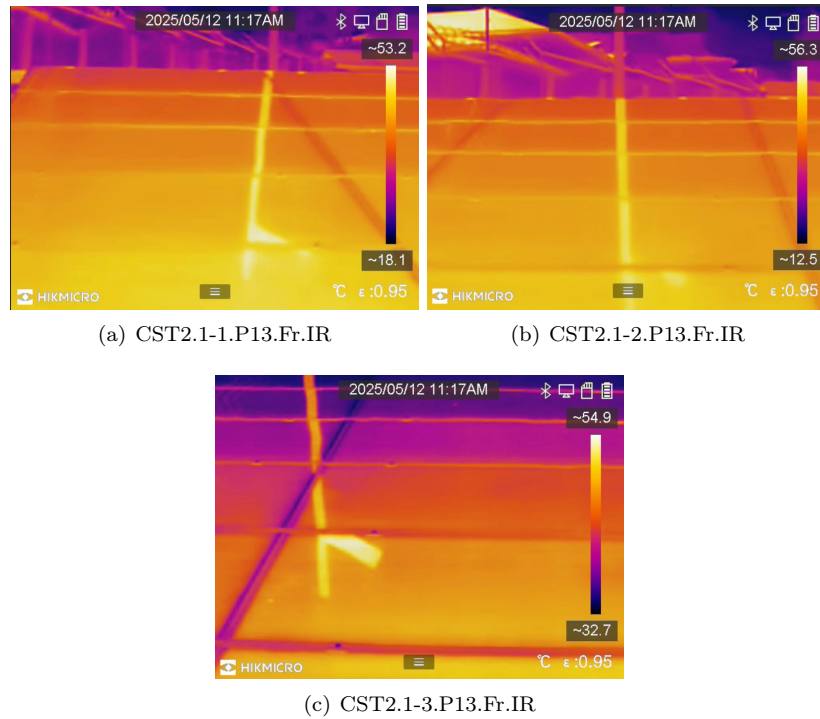 2025/05/12 11:17AM
~53.2
~18.1
HIKMICRO
℃ ε :0.95
(a) CST2.1-1.P13.Fr.IR
2025/05/12 11:17AM
~56.3
~12.5
HIKMICRO
℃ ε :0.95
(b) CST2.1-2.P13.Fr.IR
2025/05/12 11:17AM
~54.9
~32.7
HIKMICRO
℃ ε :0.95
(c) CST2.1-3.P13.Fr.IR